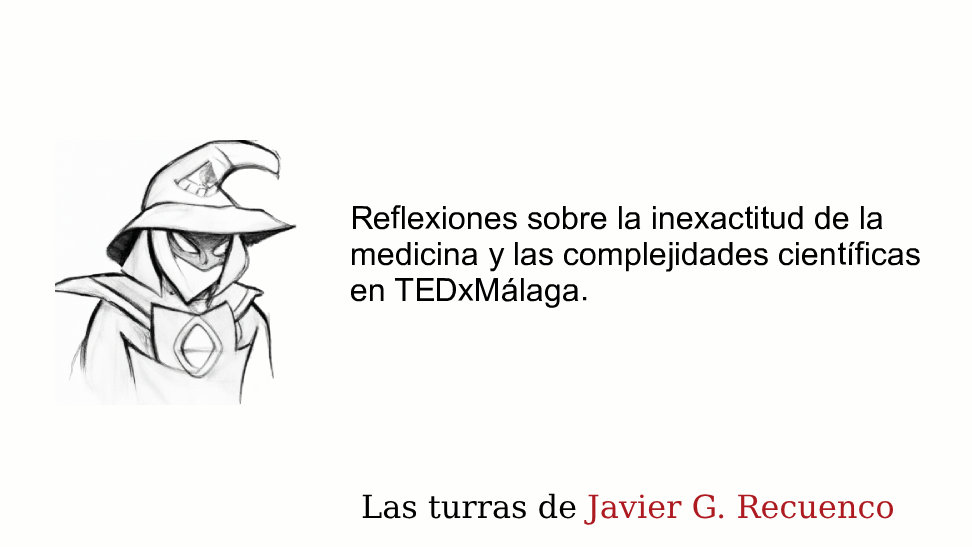 Reflexiones sobre la inexactitud de la
medicina y las complejidades científicas
en TEDxMálaga.
Las turras de Javier G. Recuenco